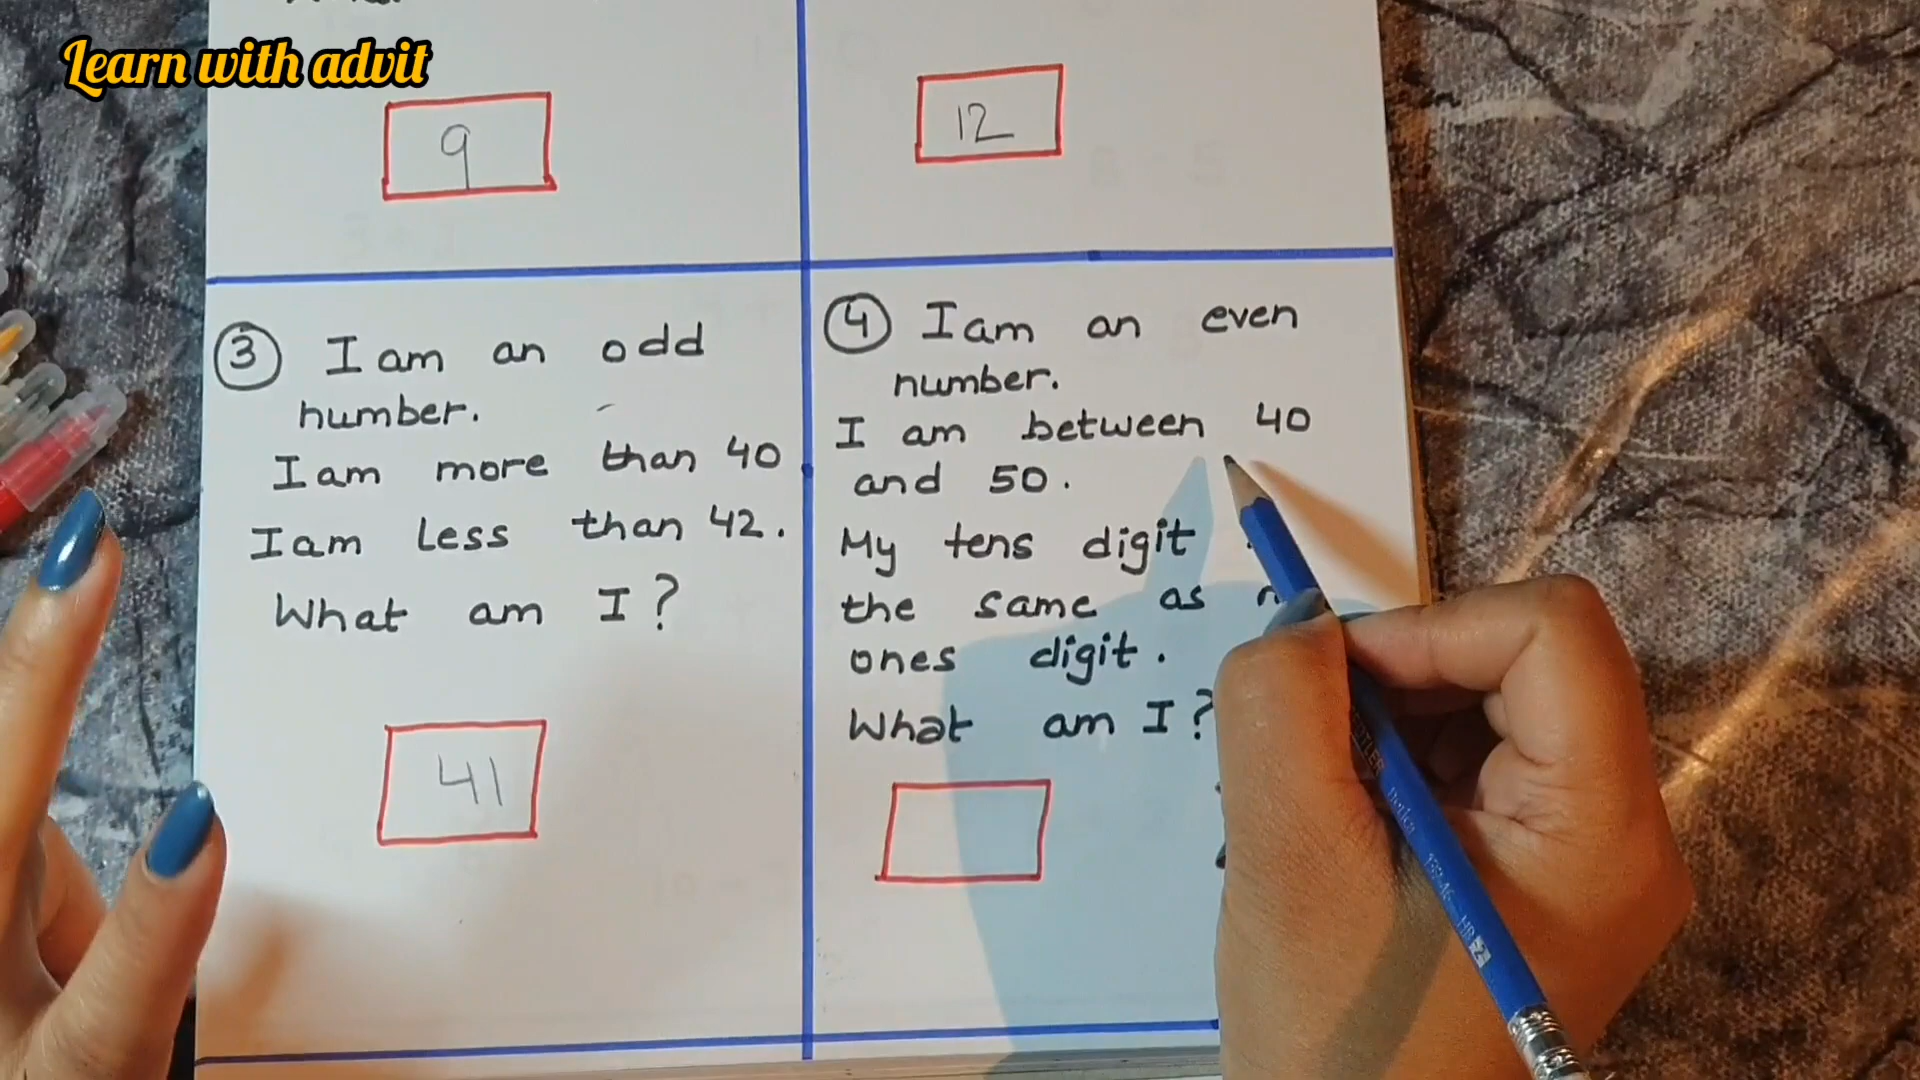 Learn with advit
9
12
3 I am an odd
number.
I am more than 40
I am less than 42.
What am I?
41
4 I am an even
number.
I am between 40
and 50.
My tens digit
the same as
ones digit.
What am I?
HB 2